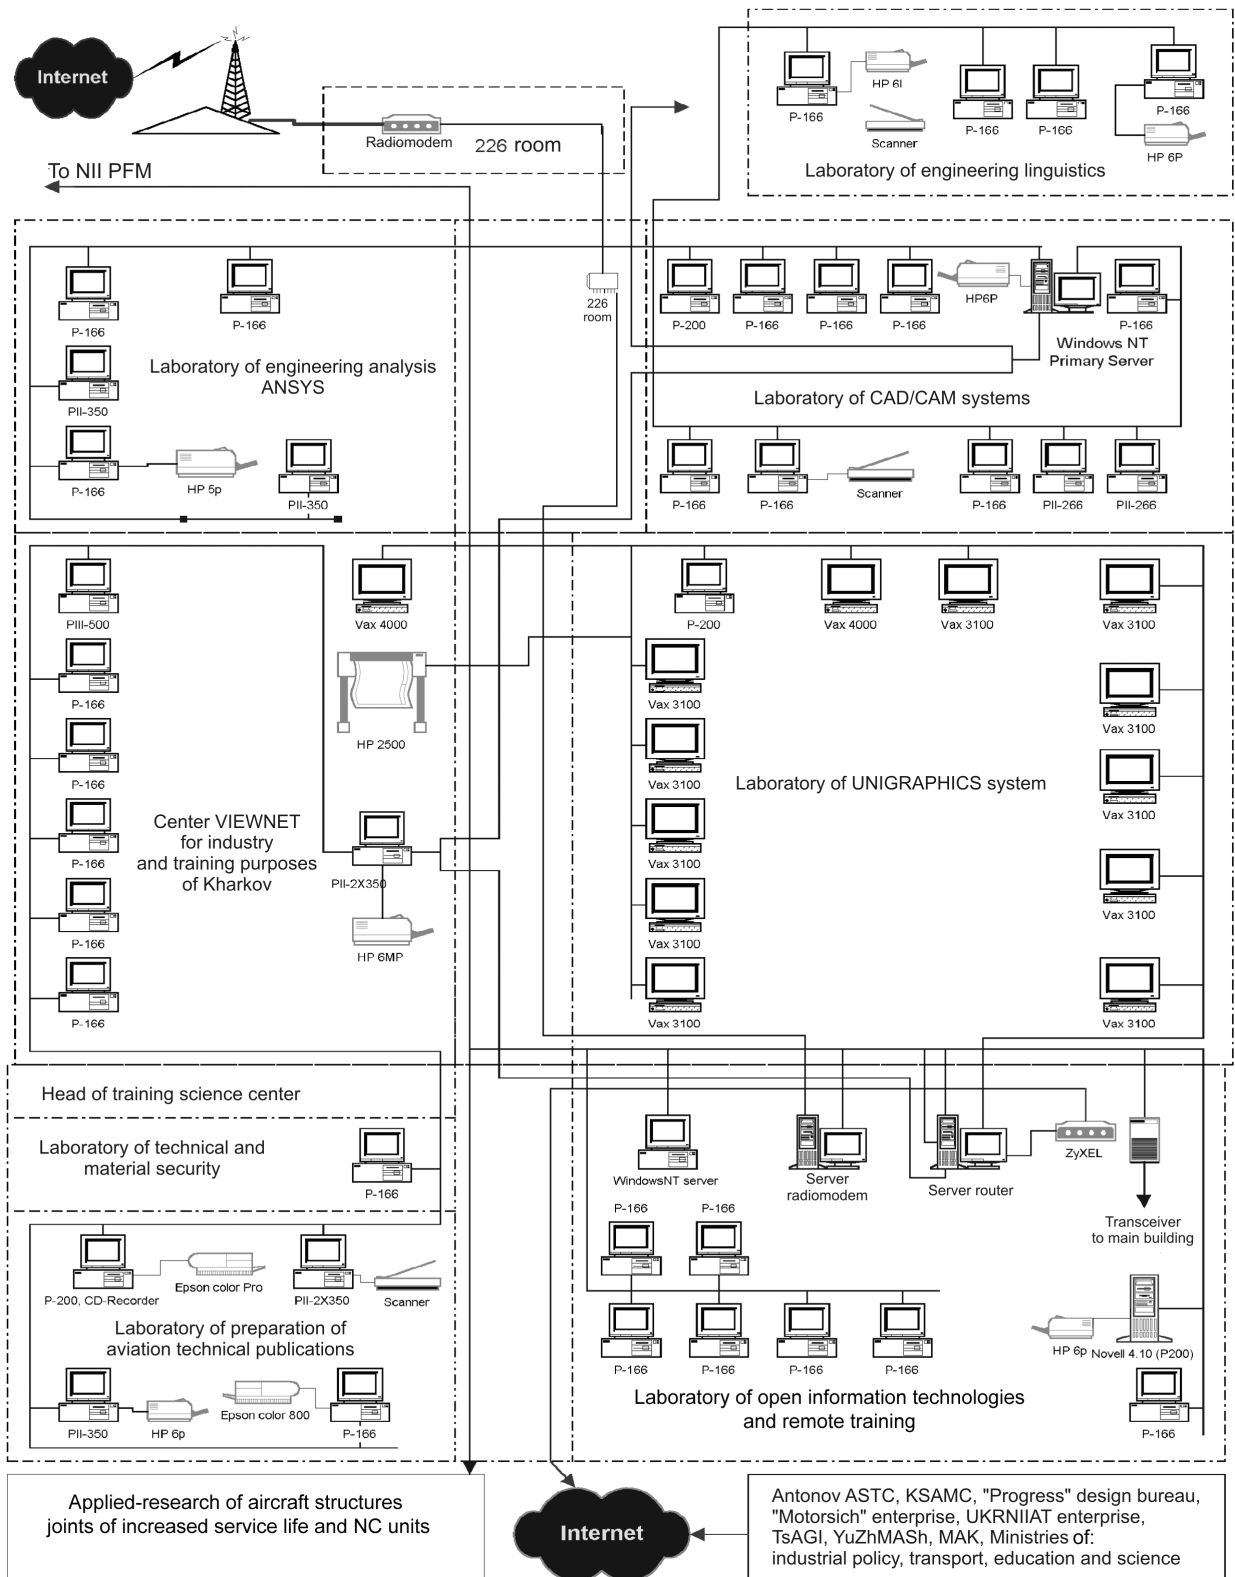 Internet
Radiomodem
226 room
To NII PFM
P-166
HP 6l
Scanner
P-166
P-166
P-166
HP 6P
Laboratory of engineering linguistics
P-166
P-166
Laboratory of engineering analysis
ANSYS
PII-350
P-166
HP 5p
PII-350
226
room
P-200
P-166
P-166
P-166
HP6P
Windows NT
Primary Server
P-166
Laboratory of CAD/CAM systems
P-166
P-166
Scanner
P-166
PII-266
PII-266
PIII-500
P-166
P-166
P-166
P-166
P-166
Vax 4000
HP 2500
Center VIEWNET
for industry
and training purposes
of Kharkov
PII-2X350
HP 6MP
P-200
Vax 4000
Vax 3100
Vax 3100
Vax 3100
Vax 3100
Vax 3100
Vax 3100
Vax 3100
Laboratory of UNIGRAPHICS system
Vax 3100
Vax 3100
Vax 3100
Vax 3100
Head of training science center
Laboratory of technical and
material security
P-166
P-200, CD-Recorder
Epson color Pro
PII-2X350
Scanner
Laboratory of preparation of
aviation technical publications
PII-350
HP 6p
Epson color 800
P-166
WindowsNT server
Server
radiomodem
Server router
ZyXEL
Transceiver
to main building
P-166
P-166
P-166
P-166
P-166
P-166
HP 6p
Novell 4.10 (P200)
P-166
Laboratory of open information technologies
and remote training
Applied-research of aircraft structures
joints of increased service life and NC units
Internet
Antonov ASTC, KSAMC, "Progress" design bureau,
"Motorsich" enterprise, UKRNIIAT enterprise,
TsAGI, YuZhMASh, MAK, Ministries of:
industrial policy, transport, education and science